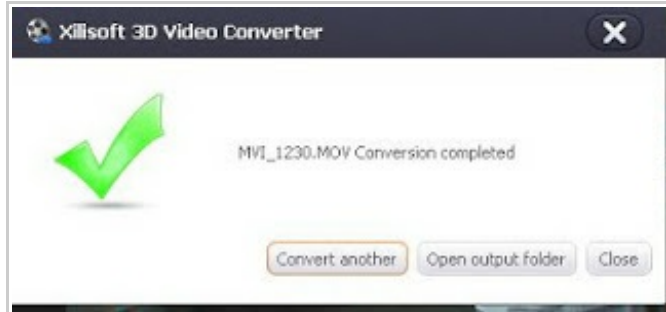 Xilisoft 3D Video Converter
MVI_1230.MOV Conversion completed
Convert another Open output folder Close